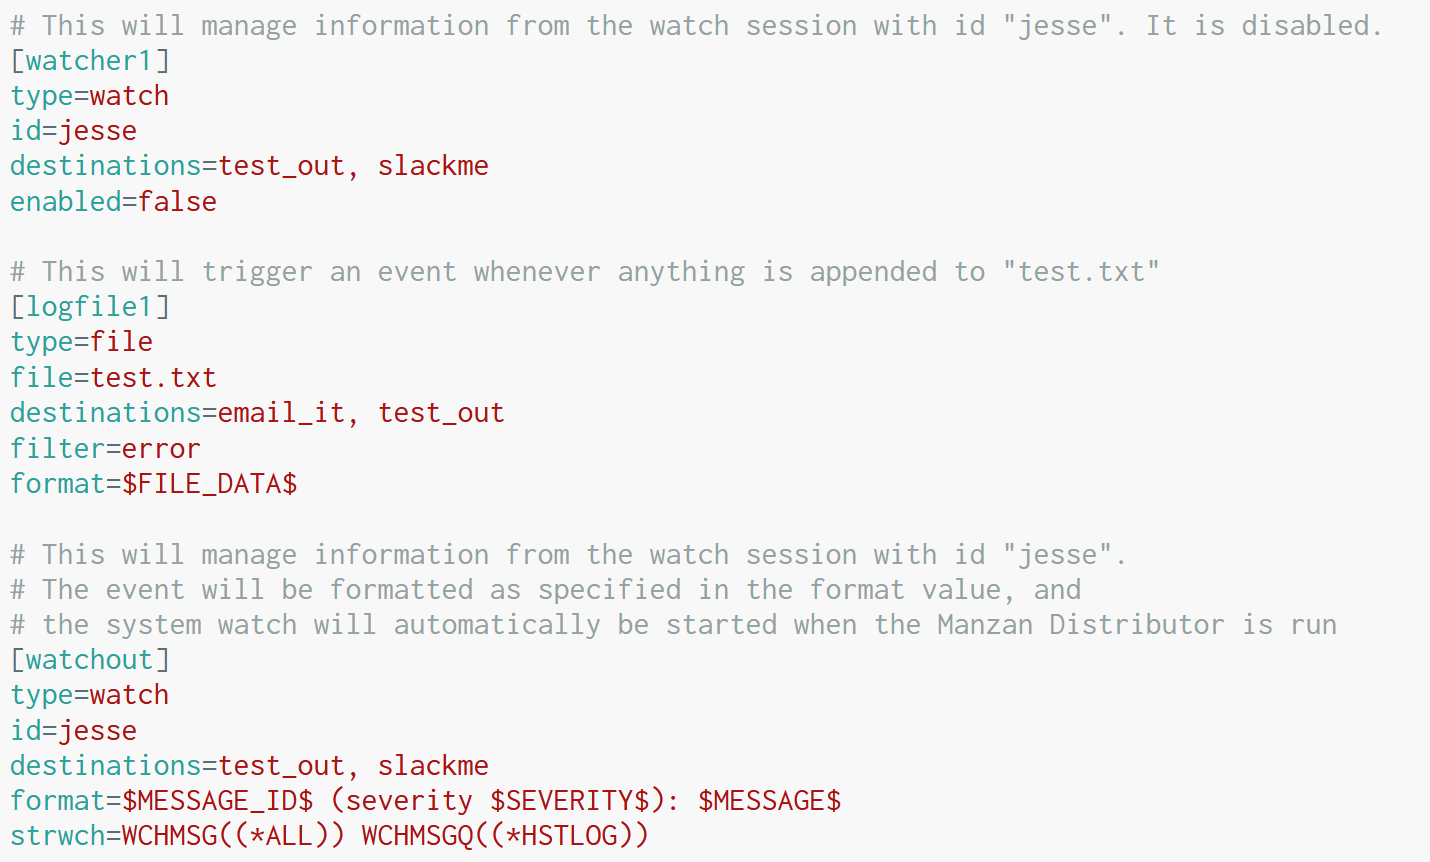 # This will manage information from the watch session with id "jesse". It is disabled.
[watcher1]
type=watch
id=jesse
destinations=test_out, slackme
enabled=false
# This will trigger an event whenever anything is appended to "test.txt"
[logfile1]
type=file
file=test.txt
destinations=email_it, test_out
filter=error
format=$FILE_DATA$
# This will manage information from the watch session with id "jesse".
# The event will be formatted as specified in the format value, and
# the system watch will automatically be started when the Manzan Distributor is run
[watchout]
type=watch
id=jesse
destinations=test_out, slackme
format=$MESSAGE_ID$ (severity $SEVERITY$): $MESSAGE$
strwch=WCHMSG((*ALL)) WCHMSGQ((*HSTLOG))